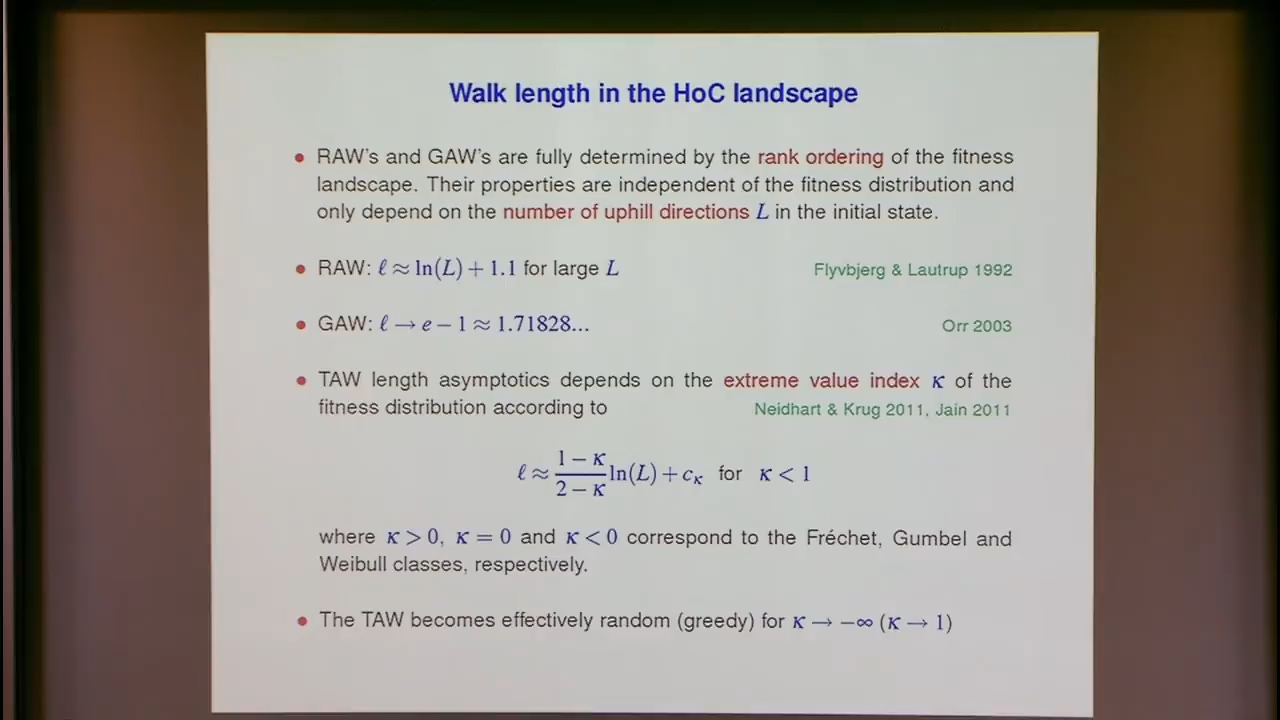 Walk length in the HoC landscape
• RAW's and GAW's are fully determined by the rank ordering of the fitness
landscape. Their properties are independent of the fitness distribution and
only depend on the number of uphill directions L in the initial state.
• RAW: ℓ ≈ ln(L) + 1.1 for large L Flyvbjerg & Lautrup 1992
• GAW: ℓ → e − 1 ≈ 1.71828... Orr 2003
• TAW length asymptotics depends on the extreme value index κ of the
fitness distribution according to Neidhart & Krug 2011, Jain 2011
ℓ ≈ \frac{1 − κ}{2 − κ} ln(L) + c_κ for κ < 1
where κ > 0, κ = 0 and κ < 0 correspond to the Fréchet, Gumbel and
Weibull classes, respectively.
• The TAW becomes effectively random (greedy) for κ → −∞ (κ → 1)